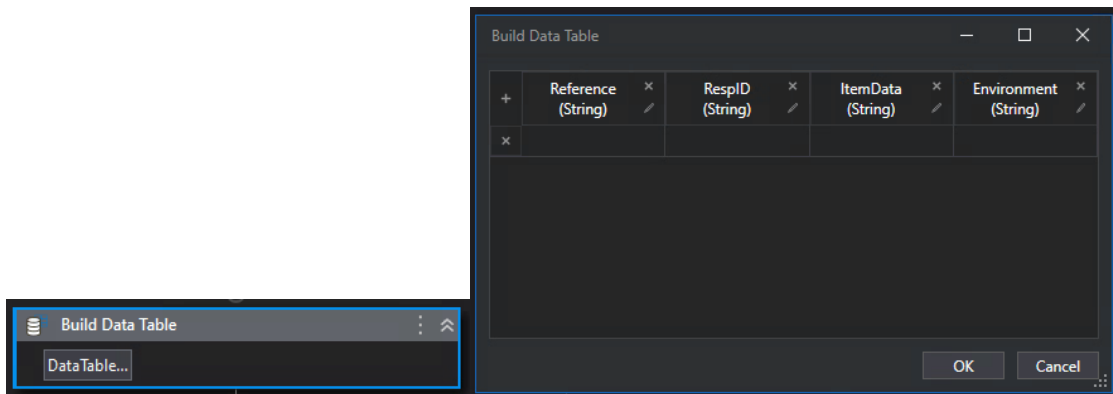 Build Data Table
Reference RespID ItemData Environment
(String) (String) (String) (String)
OK Cancel
Build Data Table
DataTable...